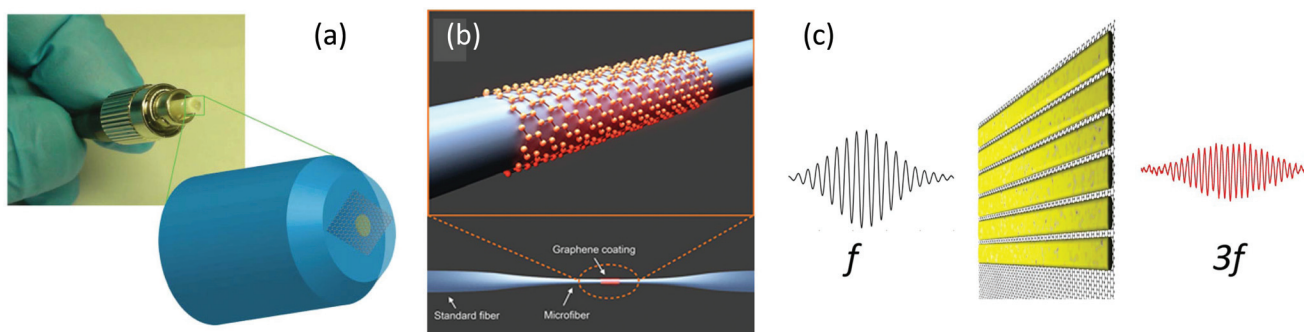 (a)
(b)
Graphene coating
Standard fiber
Microfiber
(c)
f
3f